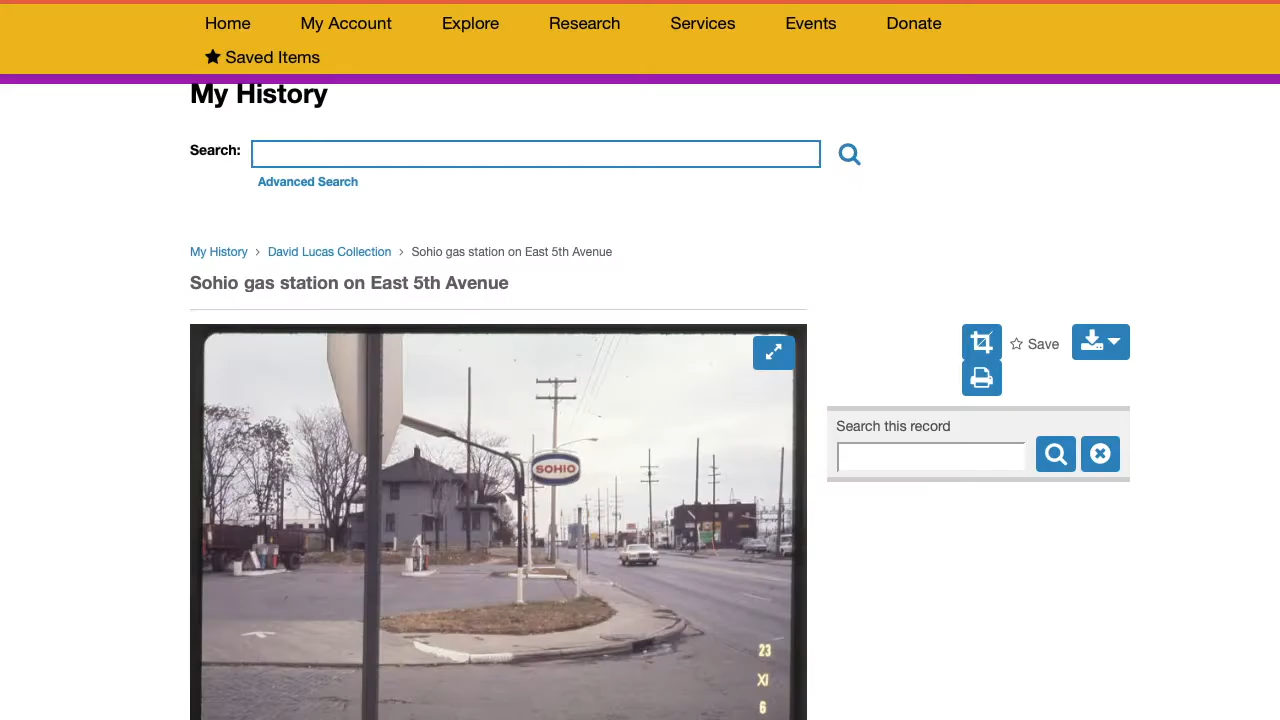 Home My Account Explore Research Services Events Donate
Saved Items
My History
Search:
Advanced Search
My History › David Lucas Collection › Sohio gas station on East 5th Avenue
Sohio gas station on East 5th Avenue
Save
Search this record
SOHIO
23
XI
6